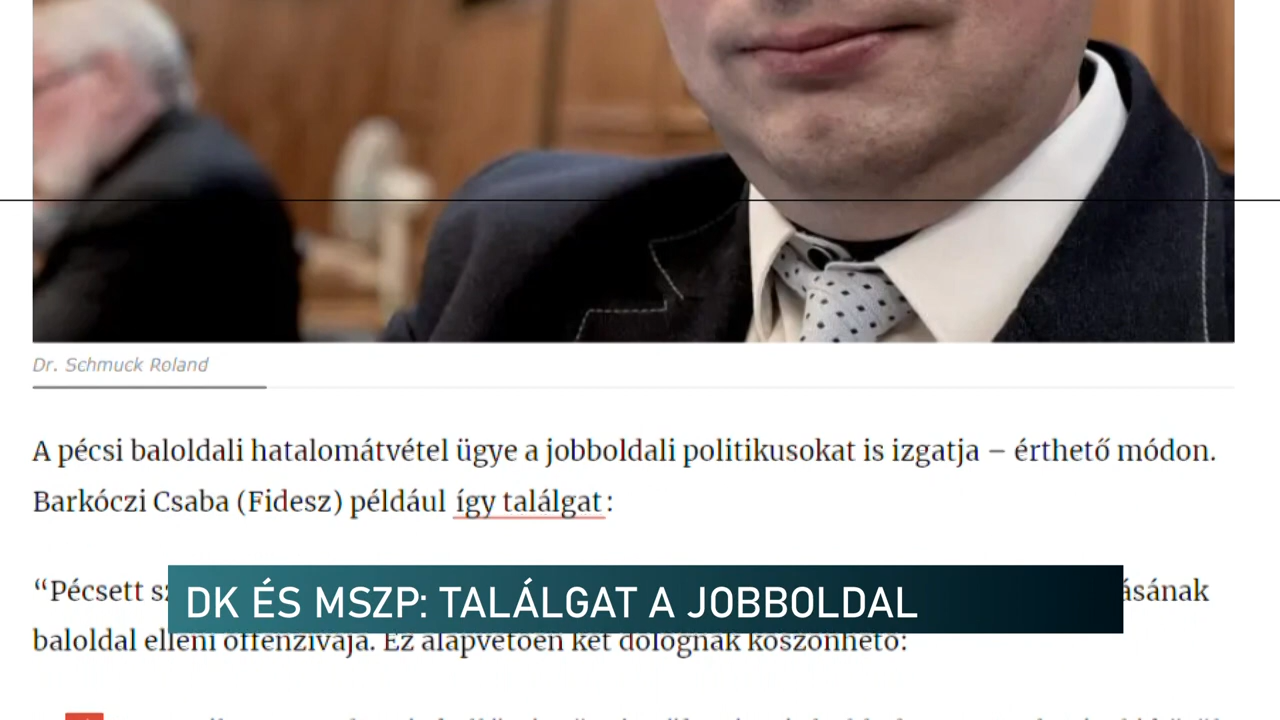 Dr. Schmuck Roland
A pécsi baloldali hatalomátvétel ügye a jobboldali politikusokat is izgatja – érthető módon.
Barkóczi Csaba (Fidesz) például így találgat:
“Pécsett
DK ÉS MSZP: TALÁLGAT A JOBBOLDAL
baloldal elleni offenzívája. Ez alapvetően két dolognak köszönhető: